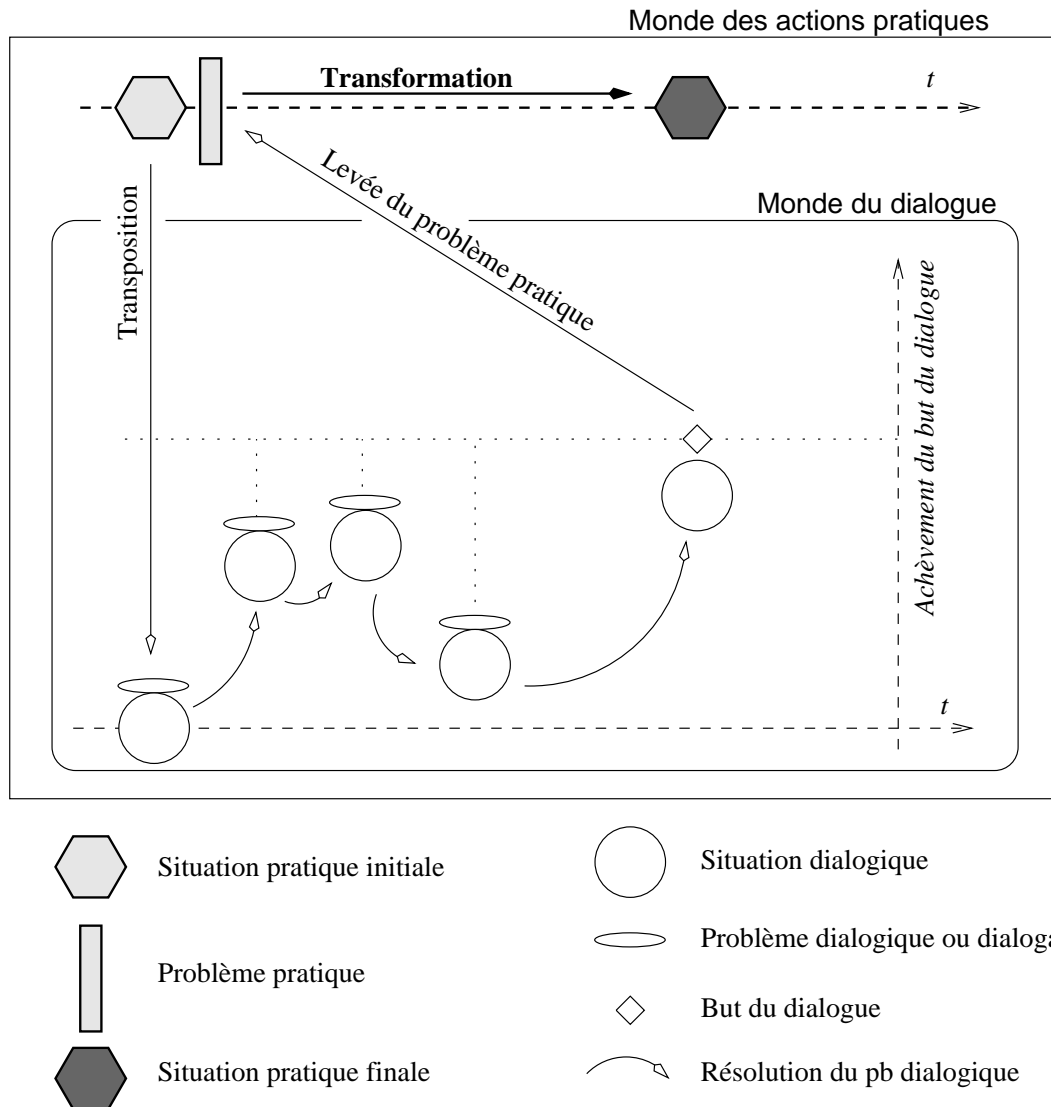 Monde des actions pratiques
Transformation
t
Levée du problème pratique
Transposition
Monde du dialogue
Achèvement du but du dialogue
t
Situation pratique initiale
Situation dialogique
Problème dialogique ou dialoga
Problème pratique
But du dialogue
Situation pratique finale
Résolution du pb dialogique